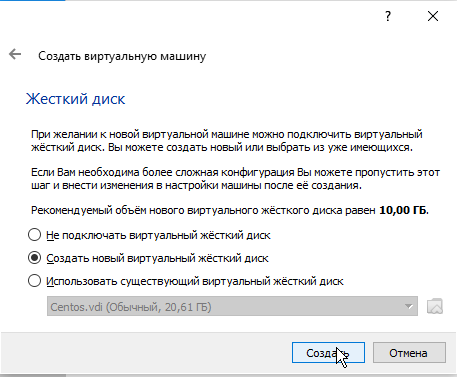 ?
Создать виртуальную машину
Жесткий диск
При желании к новой виртуальной машине можно подключить виртуальный
жёсткий диск. Вы можете создать новый или выбрать из уже имеющихся.
Если Вам необходима более сложная конфигурация Вы можете пропустить этот
шаг и внести изменения в настройки машины после её создания.
Рекомендуемый объём нового виртуального жёсткого диска равен 10,00 ГБ.
Не подключать виртуальный жёсткий диск
Создать новый виртуальный жёсткий диск
Использовать существующий виртуальный жёсткий диск
Centos.vdi (Обычный, 20,61 ГБ)
Создать
Отмена